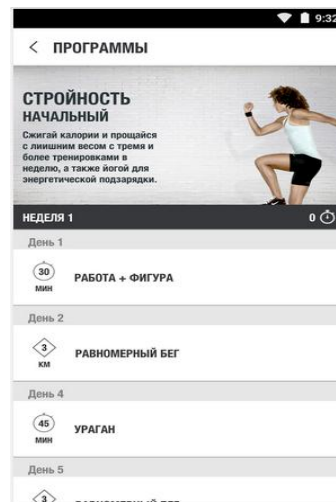 9:32
ПРОГРАММЫ
СТРОЙНОСТЬ
НАЧАЛЬНЫЙ
Сжигай калории и прощайся
с лиишним весом с тремя и
более тренировками в
неделю, а также йогой для
энергетической подзарядки.
НЕДЕЛЯ 1 0
День 1
30
МИН
РАБОТА + ФИГУРА
День 2
3
КМ
РАВНОМЕРНЫЙ БЕГ
День 4
45
МИН
УРАГАН
День 5
3